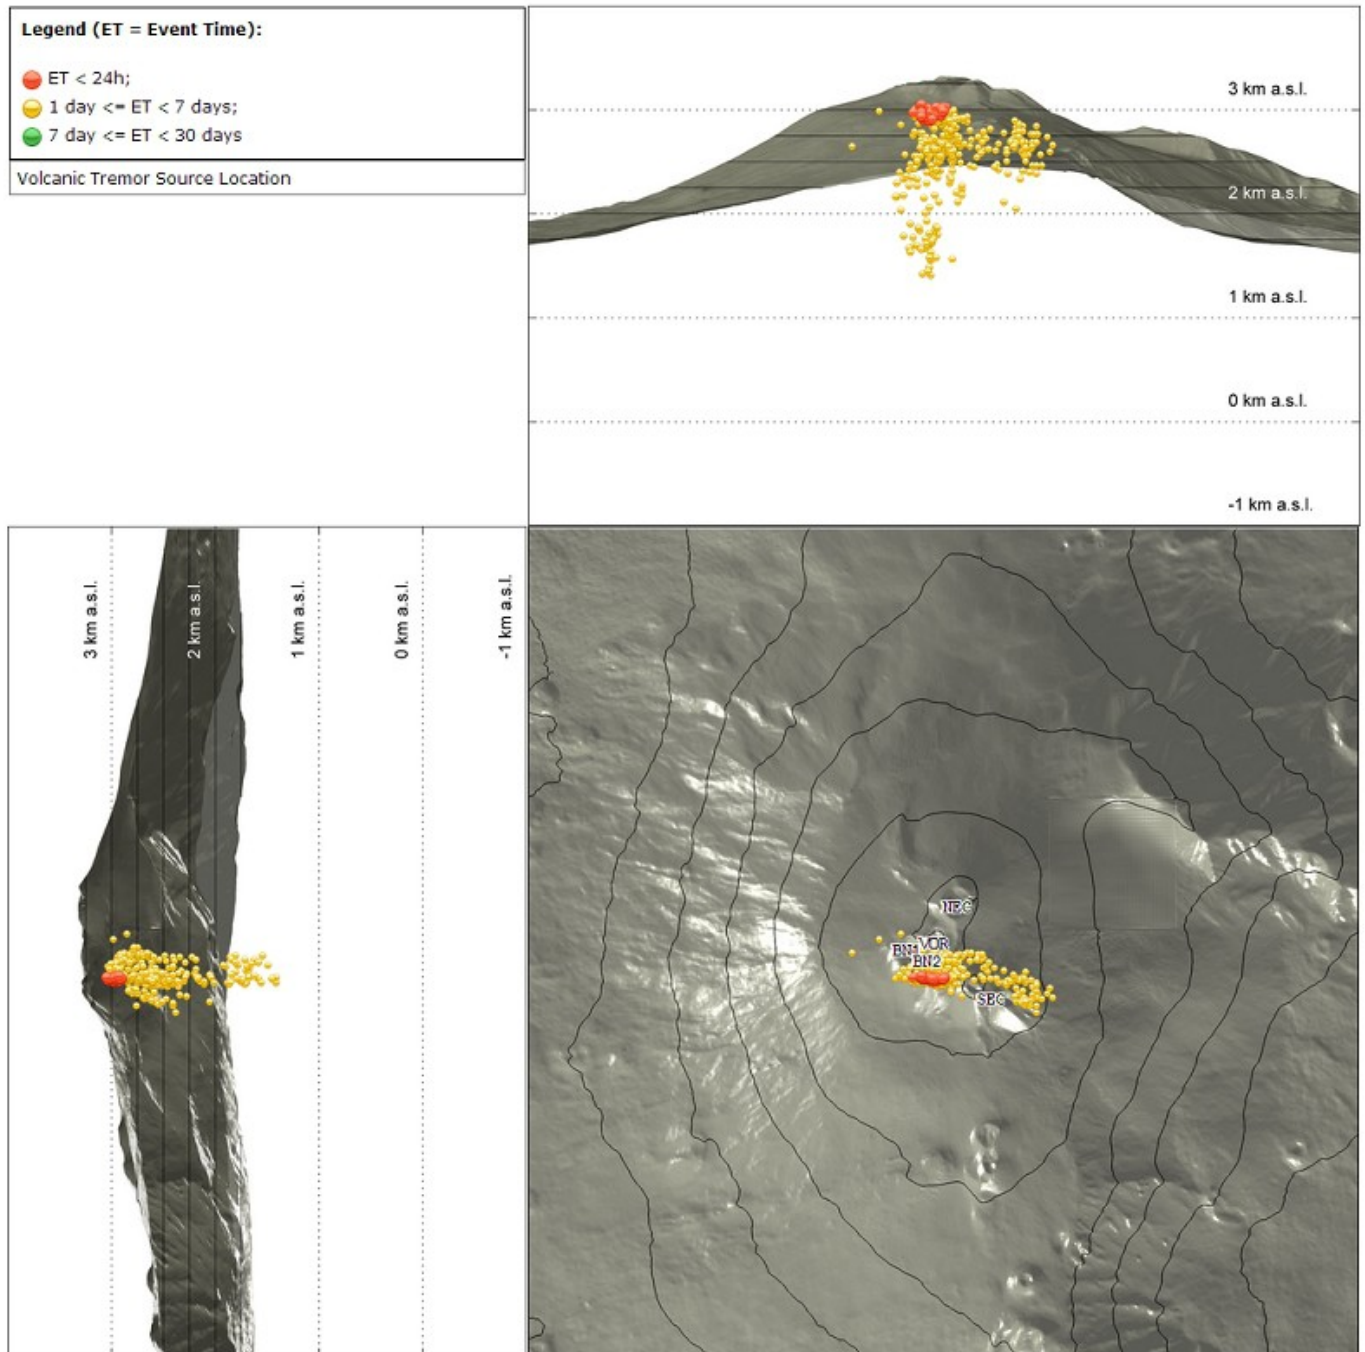 Legend (ET = Event Time):
ET < 24h;
1 day <= ET < 7 days;
7 day <= ET < 30 days
Volcanic Tremor Source Location
3 km a.s.l.
2 km a.s.l.
1 km a.s.l.
0 km a.s.l.
-1 km a.s.l.
3 km a.s.l.
2 km a.s.l.
1 km a.s.l.
0 km a.s.l.
-1 km a.s.l.
NEC
VOR
BN1
BN2
SEC